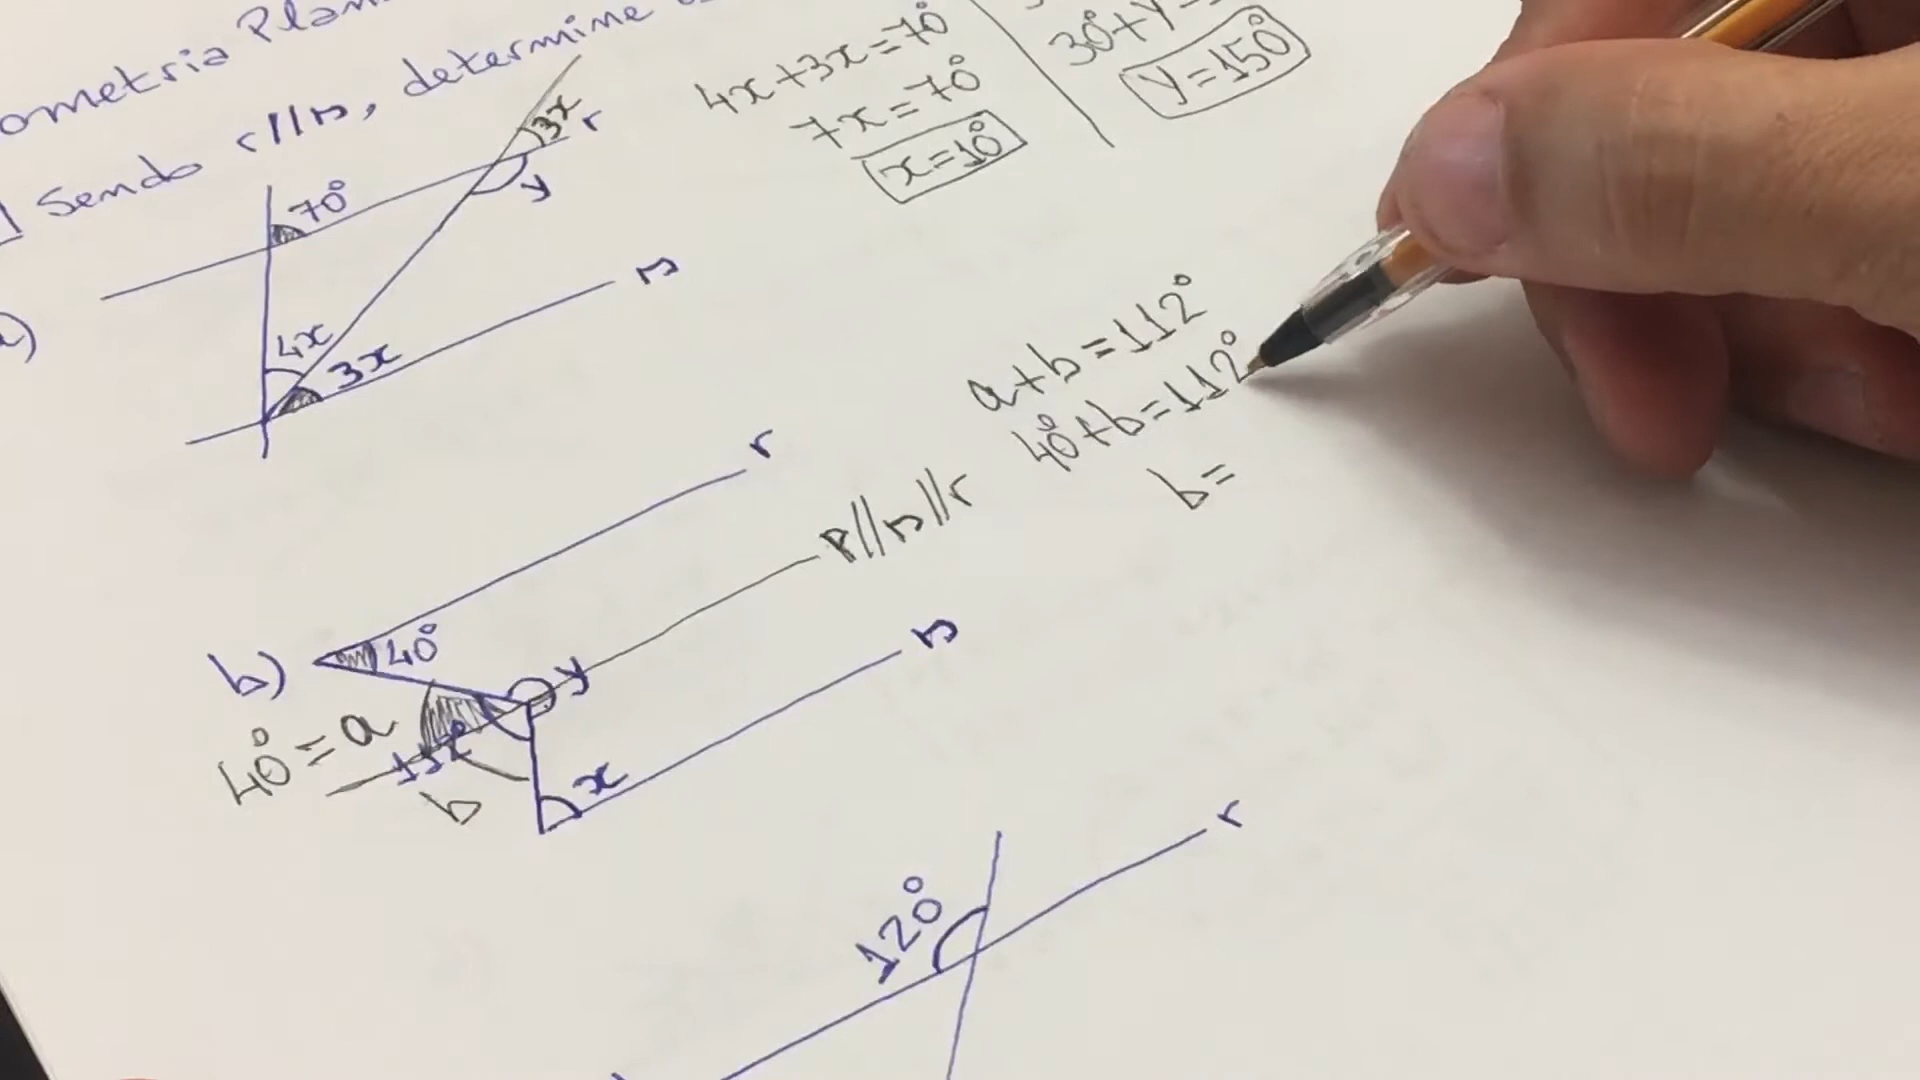 ometria Plan
Sendo r//s, determine
a)
70°
3x
r
y
4x
3x
s
4x+3x=70°
7x=70°
x=10°
30°+y
y=150°
b)
r
40°
y
p//s//r
40°=a
112°
b
x
s
a+b=112°
40°+b=112°
b=
120°
r